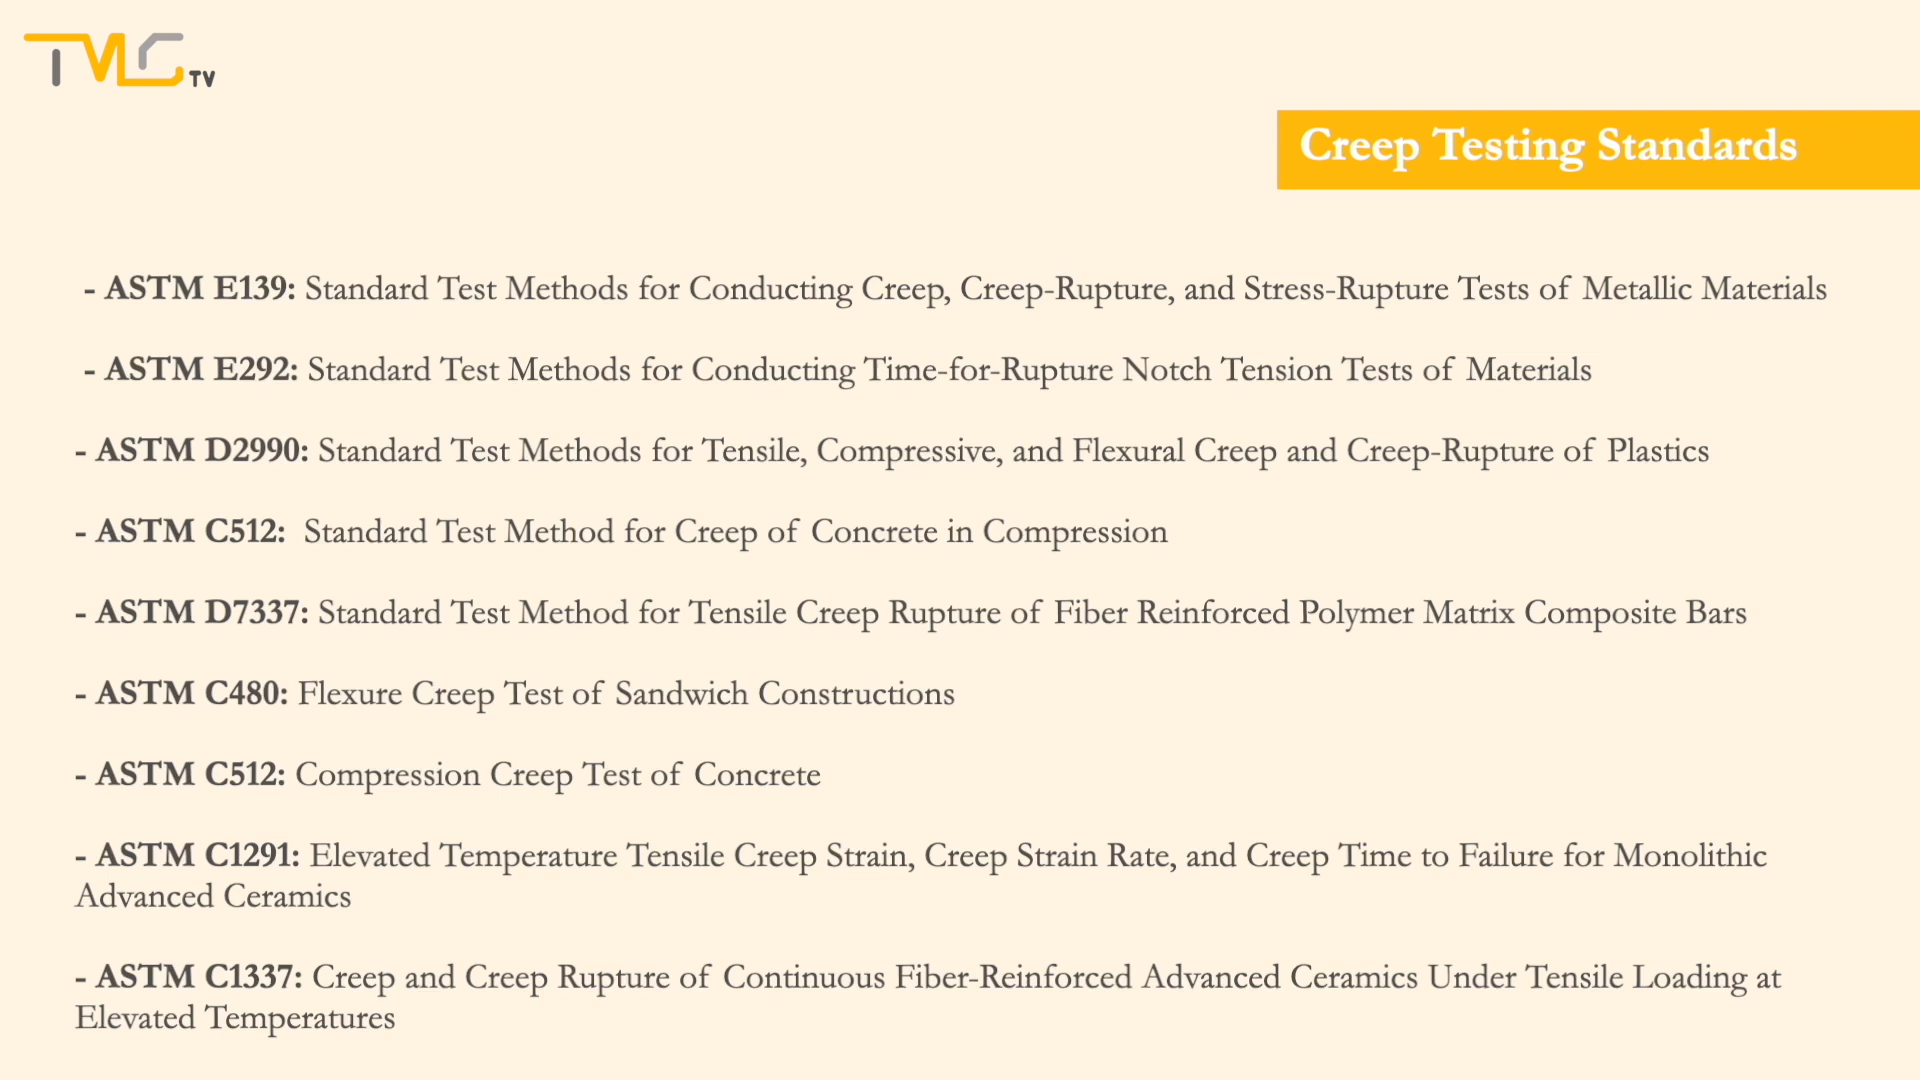 TMC TV
Creep Testing Standards
- ASTM E139: Standard Test Methods for Conducting Creep, Creep-Rupture, and Stress-Rupture Tests of Metallic Materials
- ASTM E292: Standard Test Methods for Conducting Time-for-Rupture Notch Tension Tests of Materials
- ASTM D2990: Standard Test Methods for Tensile, Compressive, and Flexural Creep and Creep-Rupture of Plastics
- ASTM C512: Standard Test Method for Creep of Concrete in Compression
- ASTM D7337: Standard Test Method for Tensile Creep Rupture of Fiber Reinforced Polymer Matrix Composite Bars
- ASTM C480: Flexure Creep Test of Sandwich Constructions
- ASTM C512: Compression Creep Test of Concrete
- ASTM C1291: Elevated Temperature Tensile Creep Strain, Creep Strain Rate, and Creep Time to Failure for Monolithic
Advanced Ceramics
- ASTM C1337: Creep and Creep Rupture of Continuous Fiber-Reinforced Advanced Ceramics Under Tensile Loading at
Elevated Temperatures